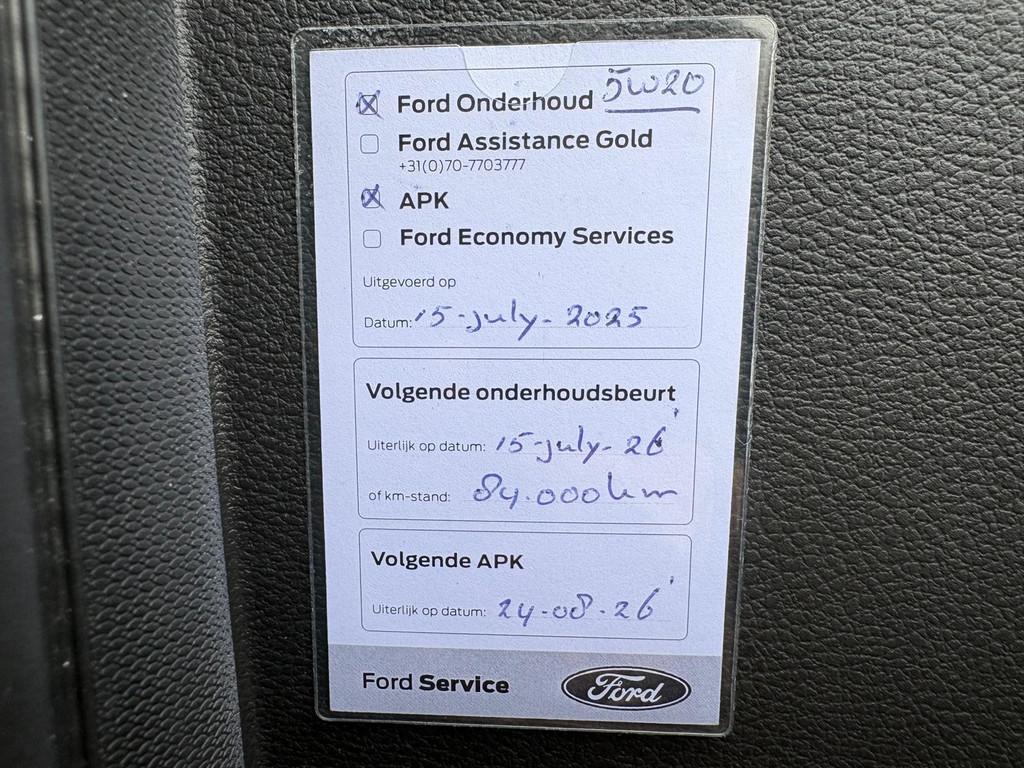 Ford Onderhoud 5W20
Ford Assistance Gold
+31(0)70-7703777
APK
Ford Economy Services
Uitgevoerd op
Datum: 15-july-2025
Volgende onderhoudsbeurt
Uiterlijk op datum: 15-july-26
of km-stand: 84.000km
Volgende APK
Uiterlijk op datum: 24-08-26
Ford Service Ford